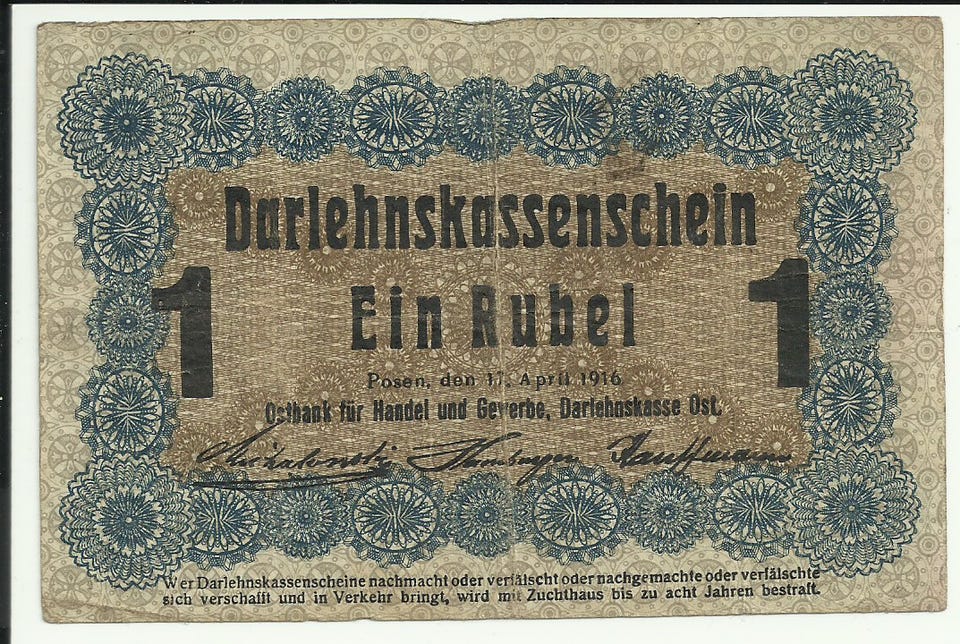 Darlehnskassenschein
1 Ein Rubel 1
Posen, den 17. April 1916
Ostbank für Handel und Gewerbe, Darlehnskasse Ost.
Hamburger Kauffmann
Wer Darlehnskassenscheine nachmacht oder verfälscht oder nachgemachte oder verfälschte
sich verschafft und in Verkehr bringt, wird mit Zuchthaus bis zu acht Jahren bestraft.